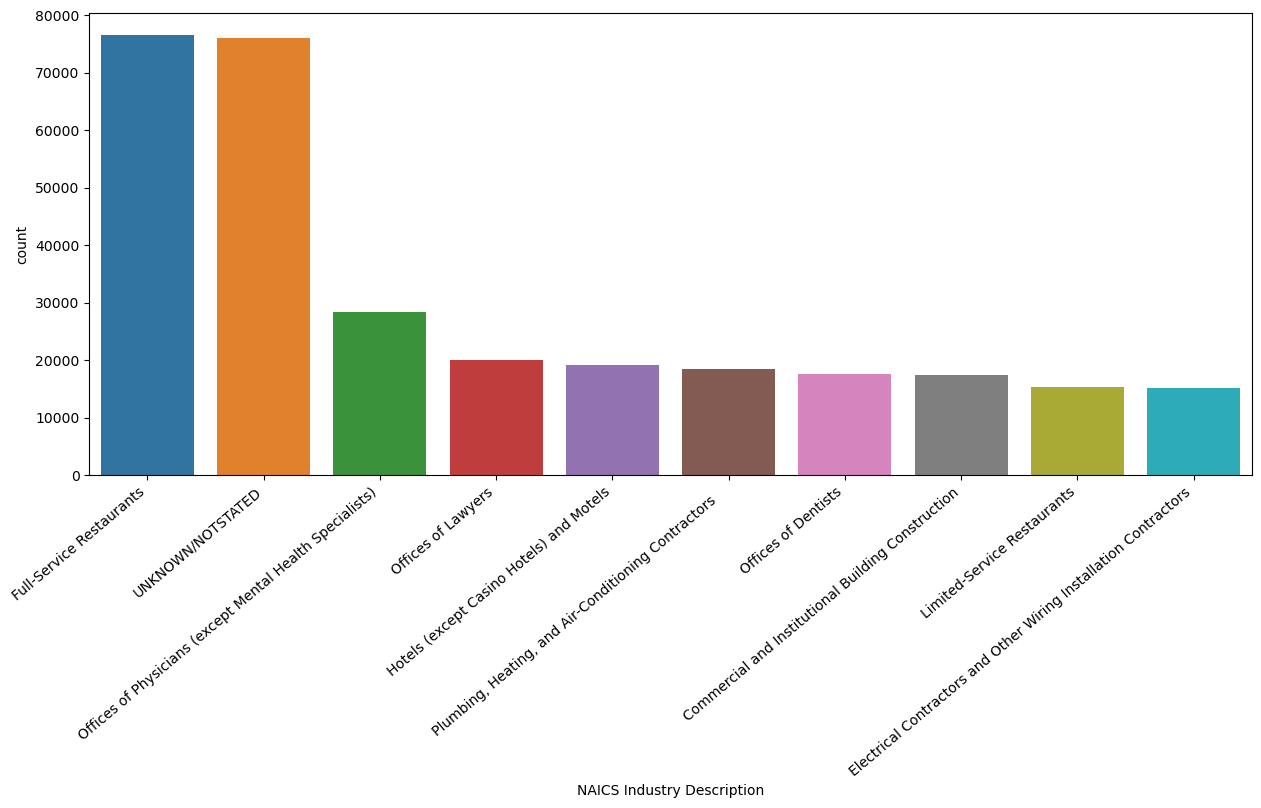 80000
70000
60000
50000
40000
30000
20000
10000
0
count
Full-Service Restaurants
UNKNOWN/NOTSTATED
Offices of Physicians (except Mental Health Specialists)
Offices of Lawyers
Hotels (except Casino Hotels) and Motels
Plumbing, Heating, and Air-Conditioning Contractors
Offices of Dentists
Commercial and Institutional Building Construction
Limited-Service Restaurants
Electrical Contractors and Other Wiring Installation Contractors
NAICS Industry Description